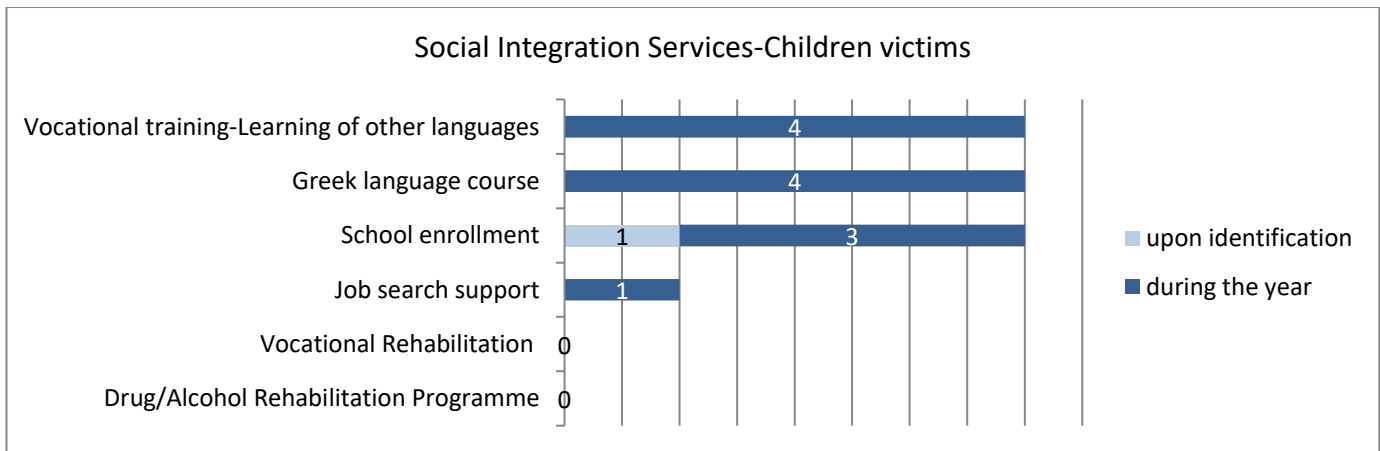 Social Integration Services-Children victims
Vocational training-Learning of other languages
4
Greek language course
4
School enrollment
1
3
Job search support
1
Vocational Rehabilitation
0
Drug/Alcohol Rehabilitation Programme
0
upon identification
during the year